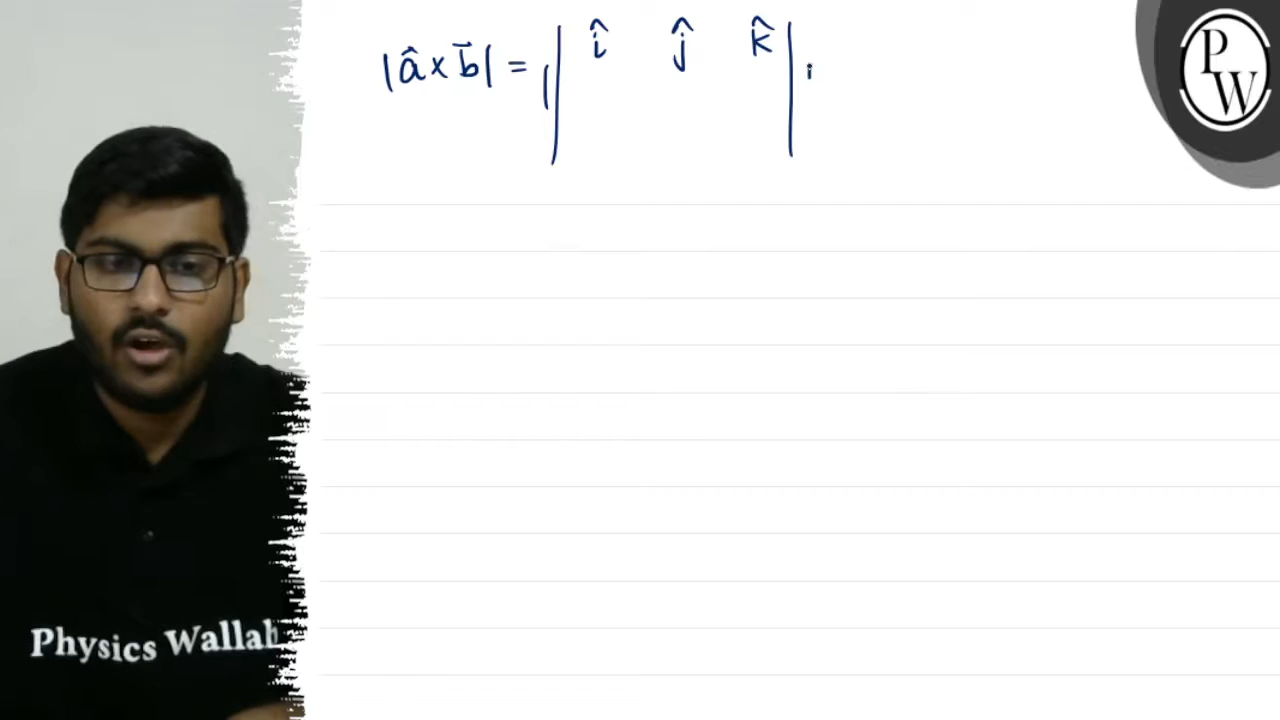 |â × b⃗| = || î ĵ k̂ |
PW
Physics Wallah